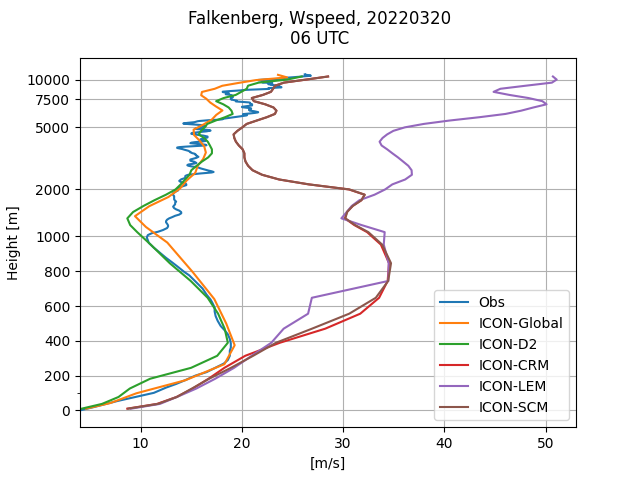 Falkenberg, Wspeed, 20220320
06 UTC
10000
7500
5000
2000
1000
800
600
400
200
0
Height [m]
Obs
ICON-Global
ICON-D2
ICON-CRM
ICON-LEM
ICON-SCM
10 20 30 40 50
[m/s]